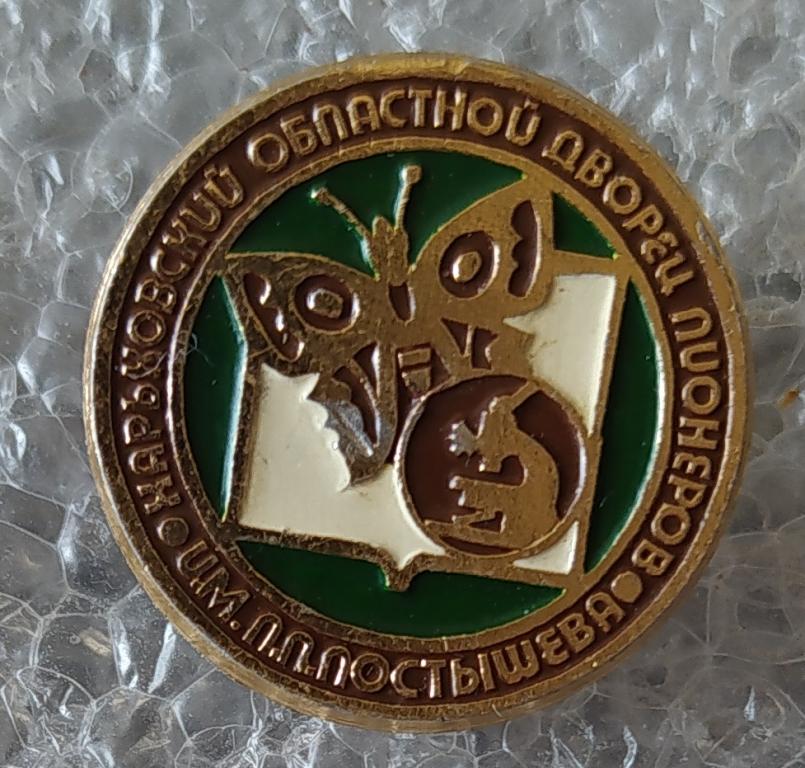 ХАРЬКОВСКИЙ ОБЛАСТНОЙ ДВОРЕЦ ПИОНЕРОВ
ИМ. П.П.ПОСТЫШЕВА